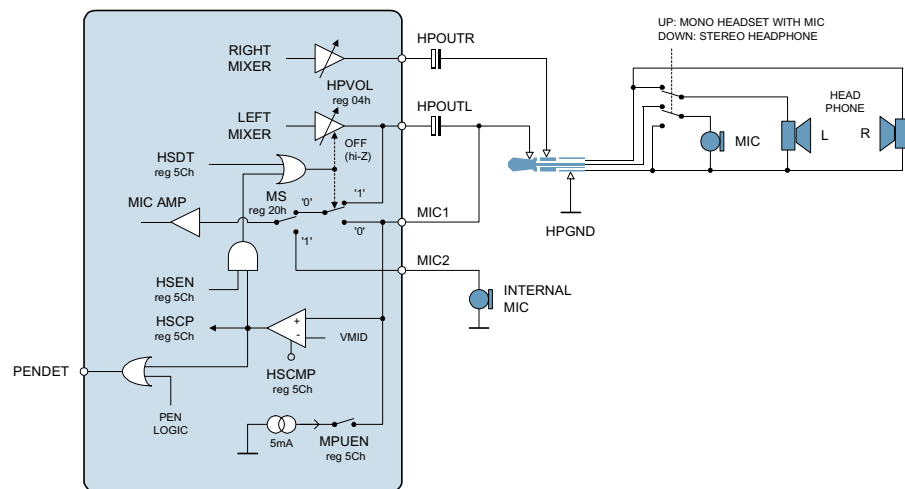 UP: MONO HEADSET WITH MIC
DOWN: STEREO HEADPHONE
HPOUTR
RIGHT
MIXER
HPVOL
reg 04h
HPOUTL
LEFT
MIXER
OFF
(hi-Z)
HEAD
PHONE
MIC
L
R
HSDT
reg 5Ch
MS
reg 20h
'0'
'1'
MIC AMP
'0'
'1'
MIC1
HPGND
MIC2
HSEN
reg 5Ch
INTERNAL
MIC
HSCP
reg 5Ch
+
-
VMID
HSCMP
reg 5Ch
PENDET
PEN
LOGIC
5mA
MPUEN
reg 5Ch